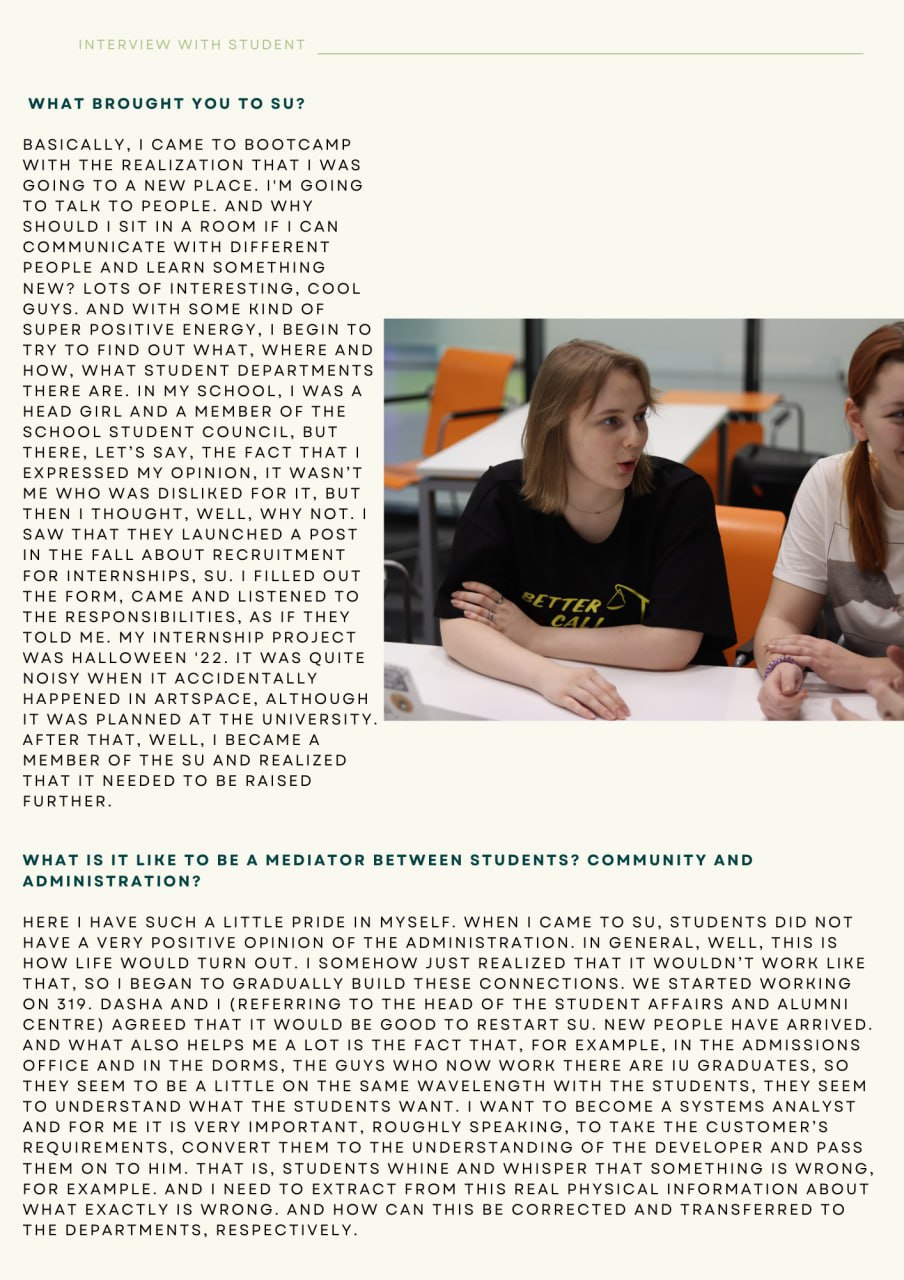 INTERVIEW WITH STUDENT
WHAT BROUGHT YOU TO SU?
BASICALLY, I CAME TO BOOTCAMP
WITH THE REALIZATION THAT I WAS
GOING TO A NEW PLACE. I'M GOING
TO TALK TO PEOPLE. AND WHY
SHOULD I SIT IN A ROOM IF I CAN
COMMUNICATE WITH DIFFERENT
PEOPLE AND LEARN SOMETHING
NEW? LOTS OF INTERESTING, COOL
GUYS. AND WITH SOME KIND OF
SUPER POSITIVE ENERGY, I BEGIN TO
TRY TO FIND OUT WHAT, WHERE AND
HOW, WHAT STUDENT DEPARTMENTS
THERE ARE. IN MY SCHOOL, I WAS A
HEAD GIRL AND A MEMBER OF THE
SCHOOL STUDENT COUNCIL, BUT
THERE, LET’S SAY, THE FACT THAT I
EXPRESSED MY OPINION, IT WASN’T
ME WHO WAS DISLIKED FOR IT, BUT
THEN I THOUGHT, WELL, WHY NOT. I
SAW THAT THEY LAUNCHED A POST
IN THE FALL ABOUT RECRUITMENT
FOR INTERNSHIPS, SU. I FILLED OUT
THE FORM, CAME AND LISTENED TO
THE RESPONSIBILITIES, AS IF THEY
TOLD ME. MY INTERNSHIP PROJECT
WAS HALLOWEEN '22. IT WAS QUITE
NOISY WHEN IT ACCIDENTALLY
HAPPENED IN ARTSPACE, ALTHOUGH
IT WAS PLANNED AT THE UNIVERSITY.
AFTER THAT, WELL, I BECAME A
MEMBER OF THE SU AND REALIZED
THAT IT NEEDED TO BE RAISED
FURTHER.
BETTER
CALL
WHAT IS IT LIKE TO BE A MEDIATOR BETWEEN STUDENTS? COMMUNITY AND
ADMINISTRATION?
HERE I HAVE SUCH A LITTLE PRIDE IN MYSELF. WHEN I CAME TO SU, STUDENTS DID NOT
HAVE A VERY POSITIVE OPINION OF THE ADMINISTRATION. IN GENERAL, WELL, THIS IS
HOW LIFE WOULD TURN OUT. I SOMEHOW JUST REALIZED THAT IT WOULDN’T WORK LIKE
THAT, SO I BEGAN TO GRADUALLY BUILD THESE CONNECTIONS. WE STARTED WORKING
ON 319. DASHA AND I (REFERRING TO THE HEAD OF THE STUDENT AFFAIRS AND ALUMNI
CENTRE) AGREED THAT IT WOULD BE GOOD TO RESTART SU. NEW PEOPLE HAVE ARRIVED.
AND WHAT ALSO HELPS ME A LOT IS THE FACT THAT, FOR EXAMPLE, IN THE ADMISSIONS
OFFICE AND IN THE DORMS, THE GUYS WHO NOW WORK THERE ARE IU GRADUATES, SO
THEY SEEM TO BE A LITTLE ON THE SAME WAVELENGTH WITH THE STUDENTS, THEY SEEM
TO UNDERSTAND WHAT THE STUDENTS WANT. I WANT TO BECOME A SYSTEMS ANALYST
AND FOR ME IT IS VERY IMPORTANT, ROUGHLY SPEAKING, TO TAKE THE CUSTOMER’S
REQUIREMENTS, CONVERT THEM TO THE UNDERSTANDING OF THE DEVELOPER AND PASS
THEM ON TO HIM. THAT IS, STUDENTS WHINE AND WHISPER THAT SOMETHING IS WRONG,
FOR EXAMPLE. AND I NEED TO EXTRACT FROM THIS REAL PHYSICAL INFORMATION ABOUT
WHAT EXACTLY IS WRONG. AND HOW CAN THIS BE CORRECTED AND TRANSFERRED TO
THE DEPARTMENTS, RESPECTIVELY.